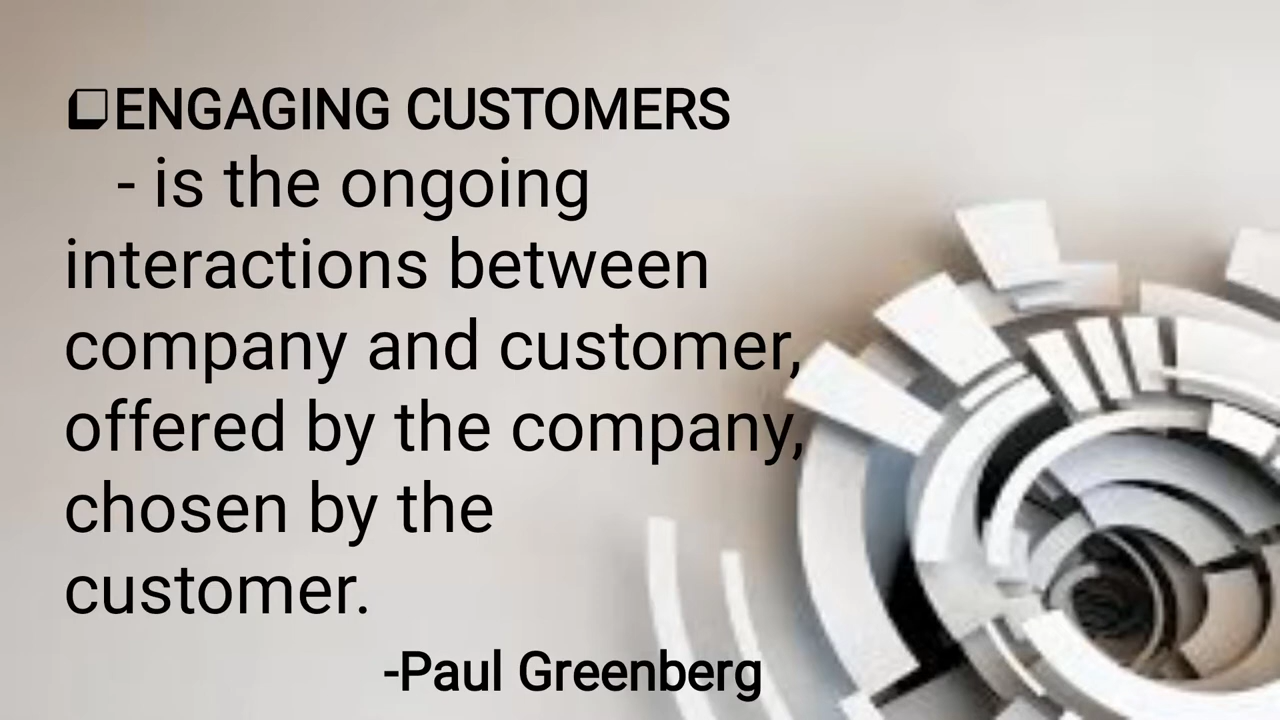 ❑ENGAGING CUSTOMERS
- is the ongoing
interactions between
company and customer,
offered by the company,
chosen by the
customer.
-Paul Greenberg